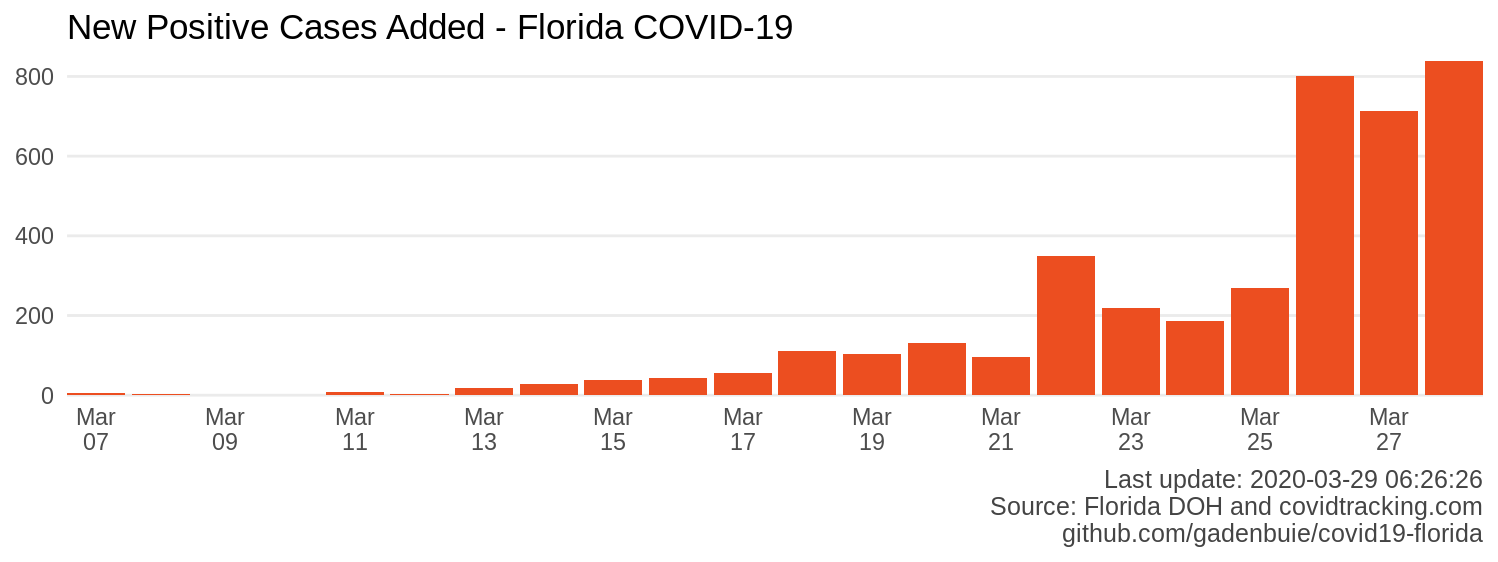 New Positive Cases Added - Florida COVID-19
800
600
400
200
0
Mar Mar Mar Mar Mar Mar Mar Mar Mar Mar Mar
07 09 11 13 15 17 19 21 23 25 27
Last update: 2020-03-29 06:26:26
Source: Florida DOH and covidtracking.com
github.com/gadenbuie/covid19-florida